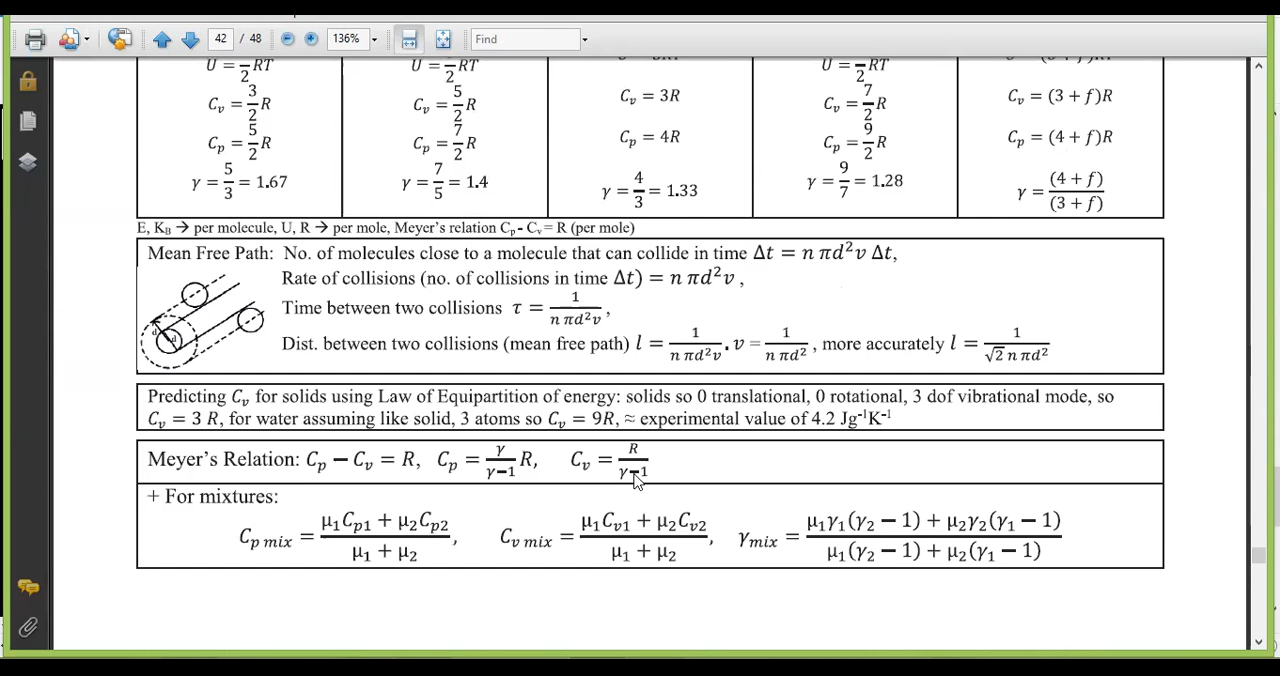 42 / 48 136% Find
U = 5/2 RT
C_v = 3/2 R
C_p = 5/2 R
γ = 5/3 = 1.67
C_v = 5/2 R
C_p = 7/2 R
γ = 7/5 = 1.4
C_v = 3R
C_p = 4R
γ = 4/3 = 1.33
C_v = 7/2 R
C_p = 9/2 R
γ = 9/7 = 1.28
C_v = (3 + f)R
C_p = (4 + f)R
γ = (4 + f)/(3 + f)
E, K_B → per molecule, U, R → per mole, Meyer's relation C_p - C_v = R (per mole)
Mean Free Path: No. of molecules close to a molecule that can collide in time Δt = n πd²v Δt,
Rate of collisions (no. of collisions in time Δt) = n πd²v ,
Time between two collisions τ = 1/(n πd²v) ,
d d
Dist. between two collisions (mean free path) l = 1/(n πd²v) . v = 1/(n πd²) , more accurately l = 1/(√2 n πd²)
Predicting C_v for solids using Law of Equipartition of energy: solids so 0 translational, 0 rotational, 3 dof vibrational mode, so
C_v = 3 R, for water assuming like solid, 3 atoms so C_v = 9R, ≈ experimental value of 4.2 Jg⁻¹K⁻¹
Meyer's Relation: C_p − C_v = R, C_p = γ/(γ−1) R, C_v = R/(γ−1)
+ For mixtures:
C_p mix = (μ₁C_p1 + μ₂C_p2)/(μ₁ + μ₂), C_v mix = (μ₁C_v1 + μ₂C_v2)/(μ₁ + μ₂), γ_mix = (μ₁γ₁(γ₂ − 1) + μ₂γ₂(γ₁ − 1))/(μ₁(γ₂ − 1) + μ₂(γ₁ − 1))